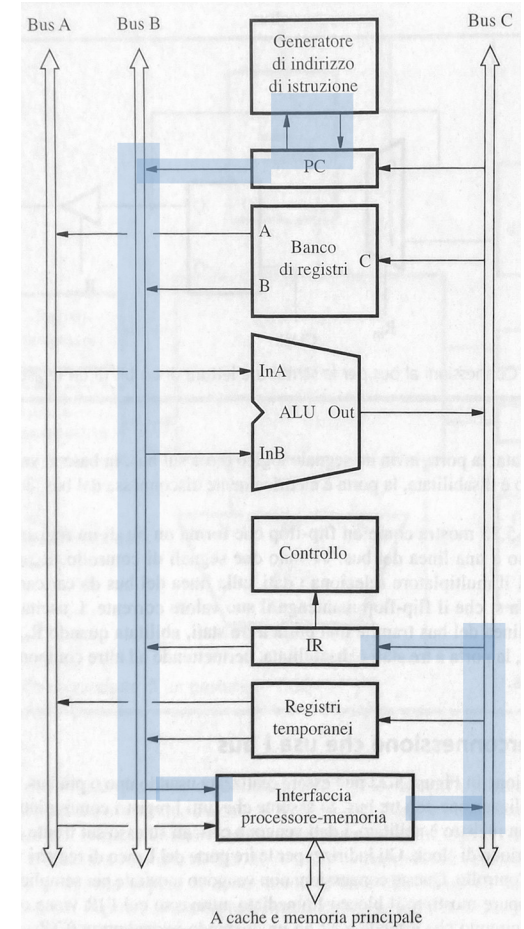 Bus A
Bus B
Bus C
Generatore
di indirizzo
di istruzione
PC
A
Banco
di registri
C
B
InA
ALU Out
InB
Controllo
IR
Registri
temporanei
Interfaccia
processore-memoria
A cache e memoria principale